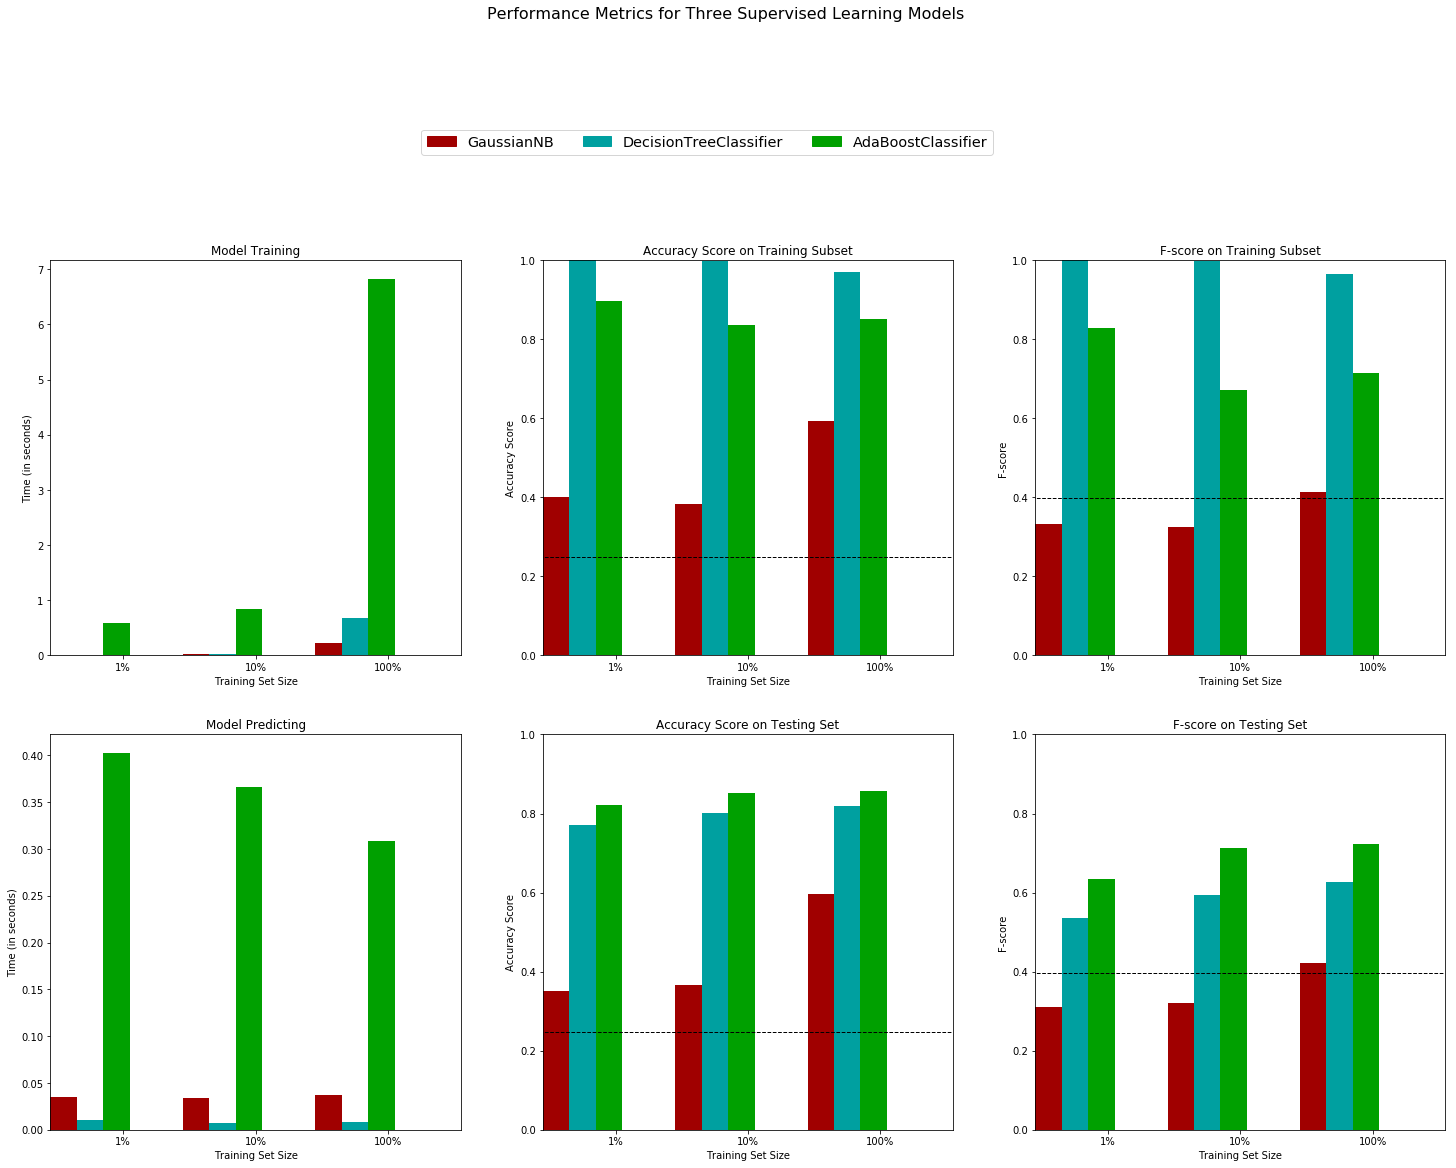 Performance Metrics for Three Supervised Learning Models
GaussianNB DecisionTreeClassifier AdaBoostClassifier
Model Training
7
6
5
4
3
2
1
0
Time (in seconds)
1% 10% 100%
Training Set Size
Accuracy Score on Training Subset
1.0
0.8
0.6
0.4
0.2
0.0
Accuracy Score
1% 10% 100%
Training Set Size
F-score on Training Subset
1.0
0.8
0.6
0.4
0.2
0.0
F-score
1% 10% 100%
Training Set Size
Model Predicting
0.40
0.35
0.30
0.25
0.20
0.15
0.10
0.05
0.00
Time (in seconds)
1% 10% 100%
Training Set Size
Accuracy Score on Testing Set
1.0
0.8
0.6
0.4
0.2
0.0
Accuracy Score
1% 10% 100%
Training Set Size
F-score on Testing Set
1.0
0.8
0.6
0.4
0.2
0.0
F-score
1% 10% 100%
Training Set Size